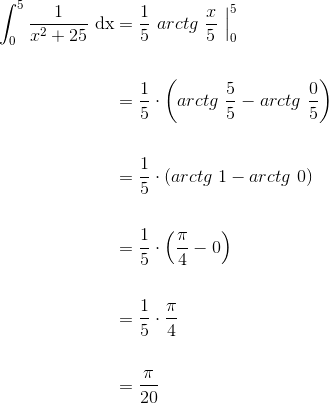 ∫₀⁵ 1/(x² + 25) dx = 1/5 arctg x/5 |₀⁵
= 1/5 · (arctg 5/5 − arctg 0/5)
= 1/5 · (arctg 1 − arctg 0)
= 1/5 · (π/4 − 0)
= 1/5 · π/4
= π/20